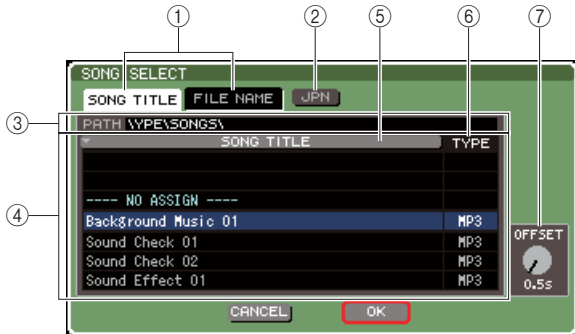 ① ② ⑤ ⑥ ⑦
SONG SELECT
SONG TITLE FILE NAME JPN
③ PATH \YPE\SONGS\
SONG TITLE TYPE
④ ---- NO ASSIGN ----
Background Music 01 MP3
Sound Check 01 MP3
Sound Check 02 MP3
Sound Effect 01 MP3
OFFSET
0.5s
CANCEL OK